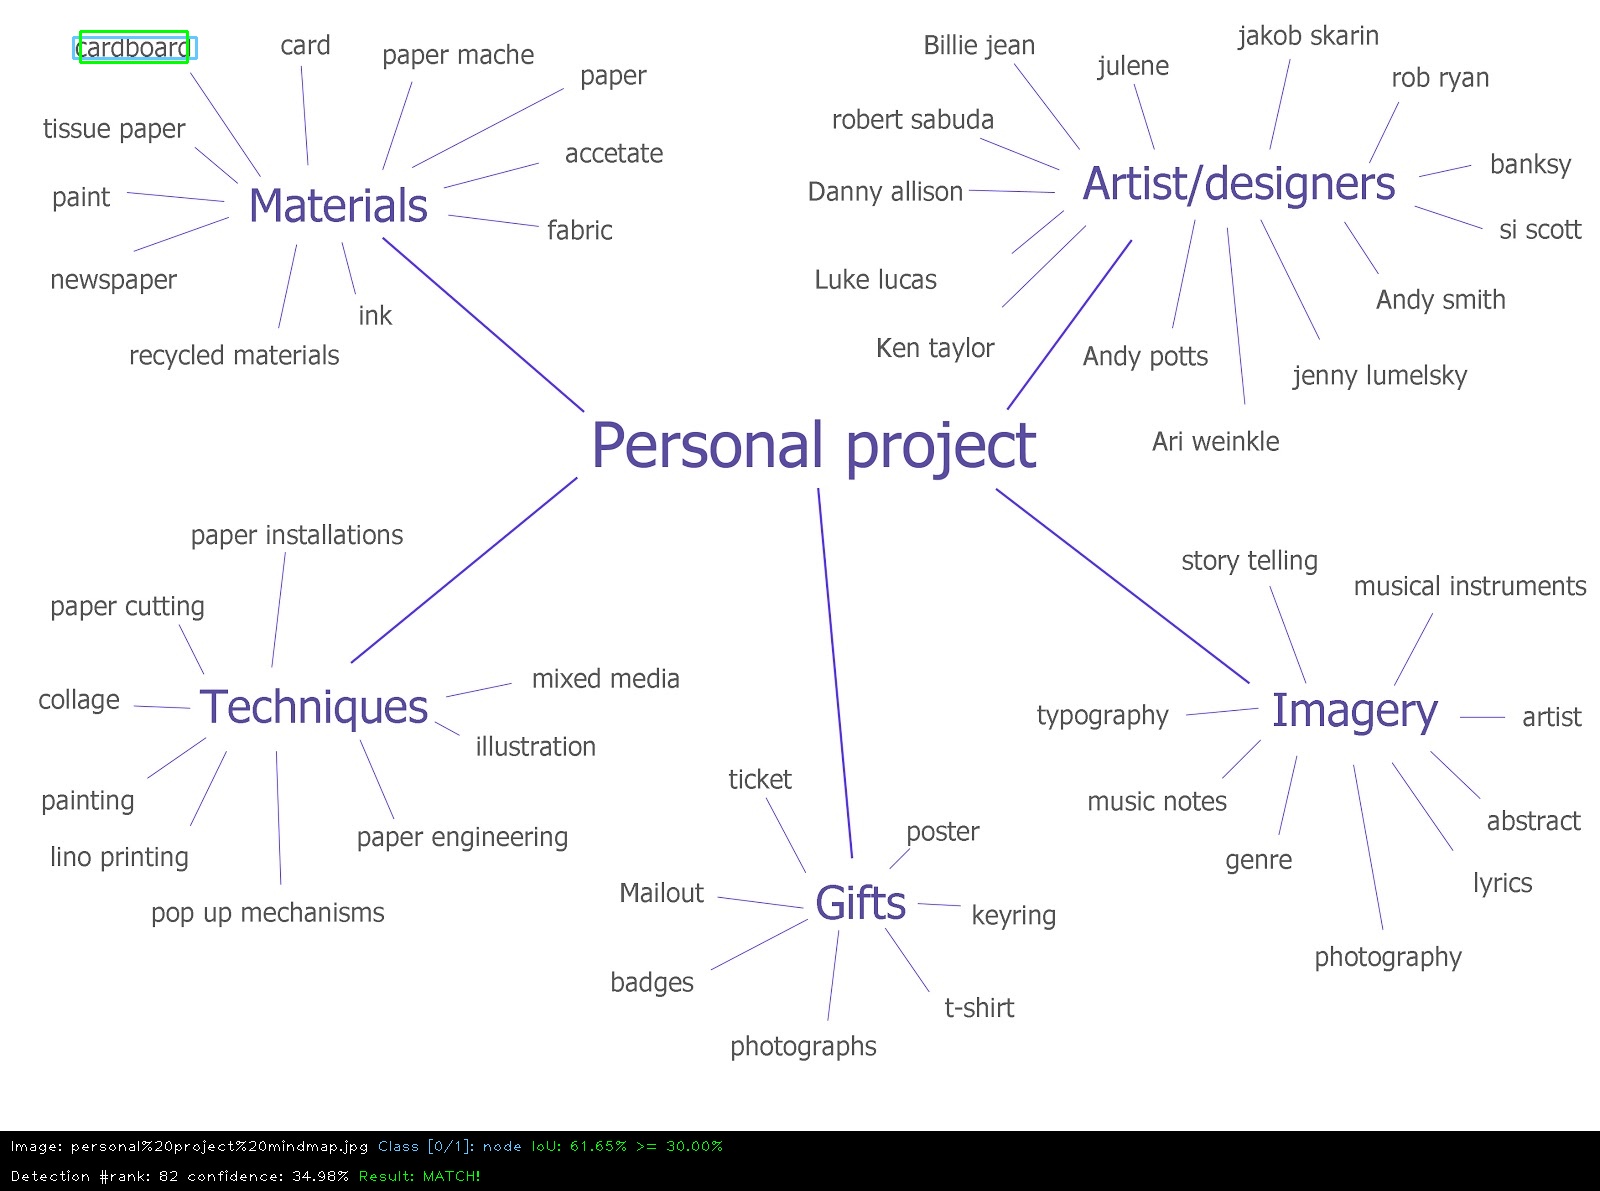 cardboard
card
paper mache
paper
tissue paper
accetate
paint
Materials
fabric
newspaper
ink
recycled materials
Billie jean
julene
jakob skarin
rob ryan
robert sabuda
banksy
Danny allison
Artist/designers
si scott
Luke lucas
Andy smith
Ken taylor
Andy potts
jenny lumelsky
Ari weinkle
Personal project
paper installations
paper cutting
mixed media
collage
Techniques
illustration
painting
paper engineering
lino printing
pop up mechanisms
ticket
poster
Mailout
Gifts
keyring
badges
t-shirt
photographs
story telling
musical instruments
typography
Imagery
artist
music notes
abstract
genre
lyrics
photography
Image: personal%20project%20mindmap.jpg Class [0/1]: node IoU: 61.65% >= 30.00%
Detection #rank: 82 confidence: 34.98% Result: MATCH!